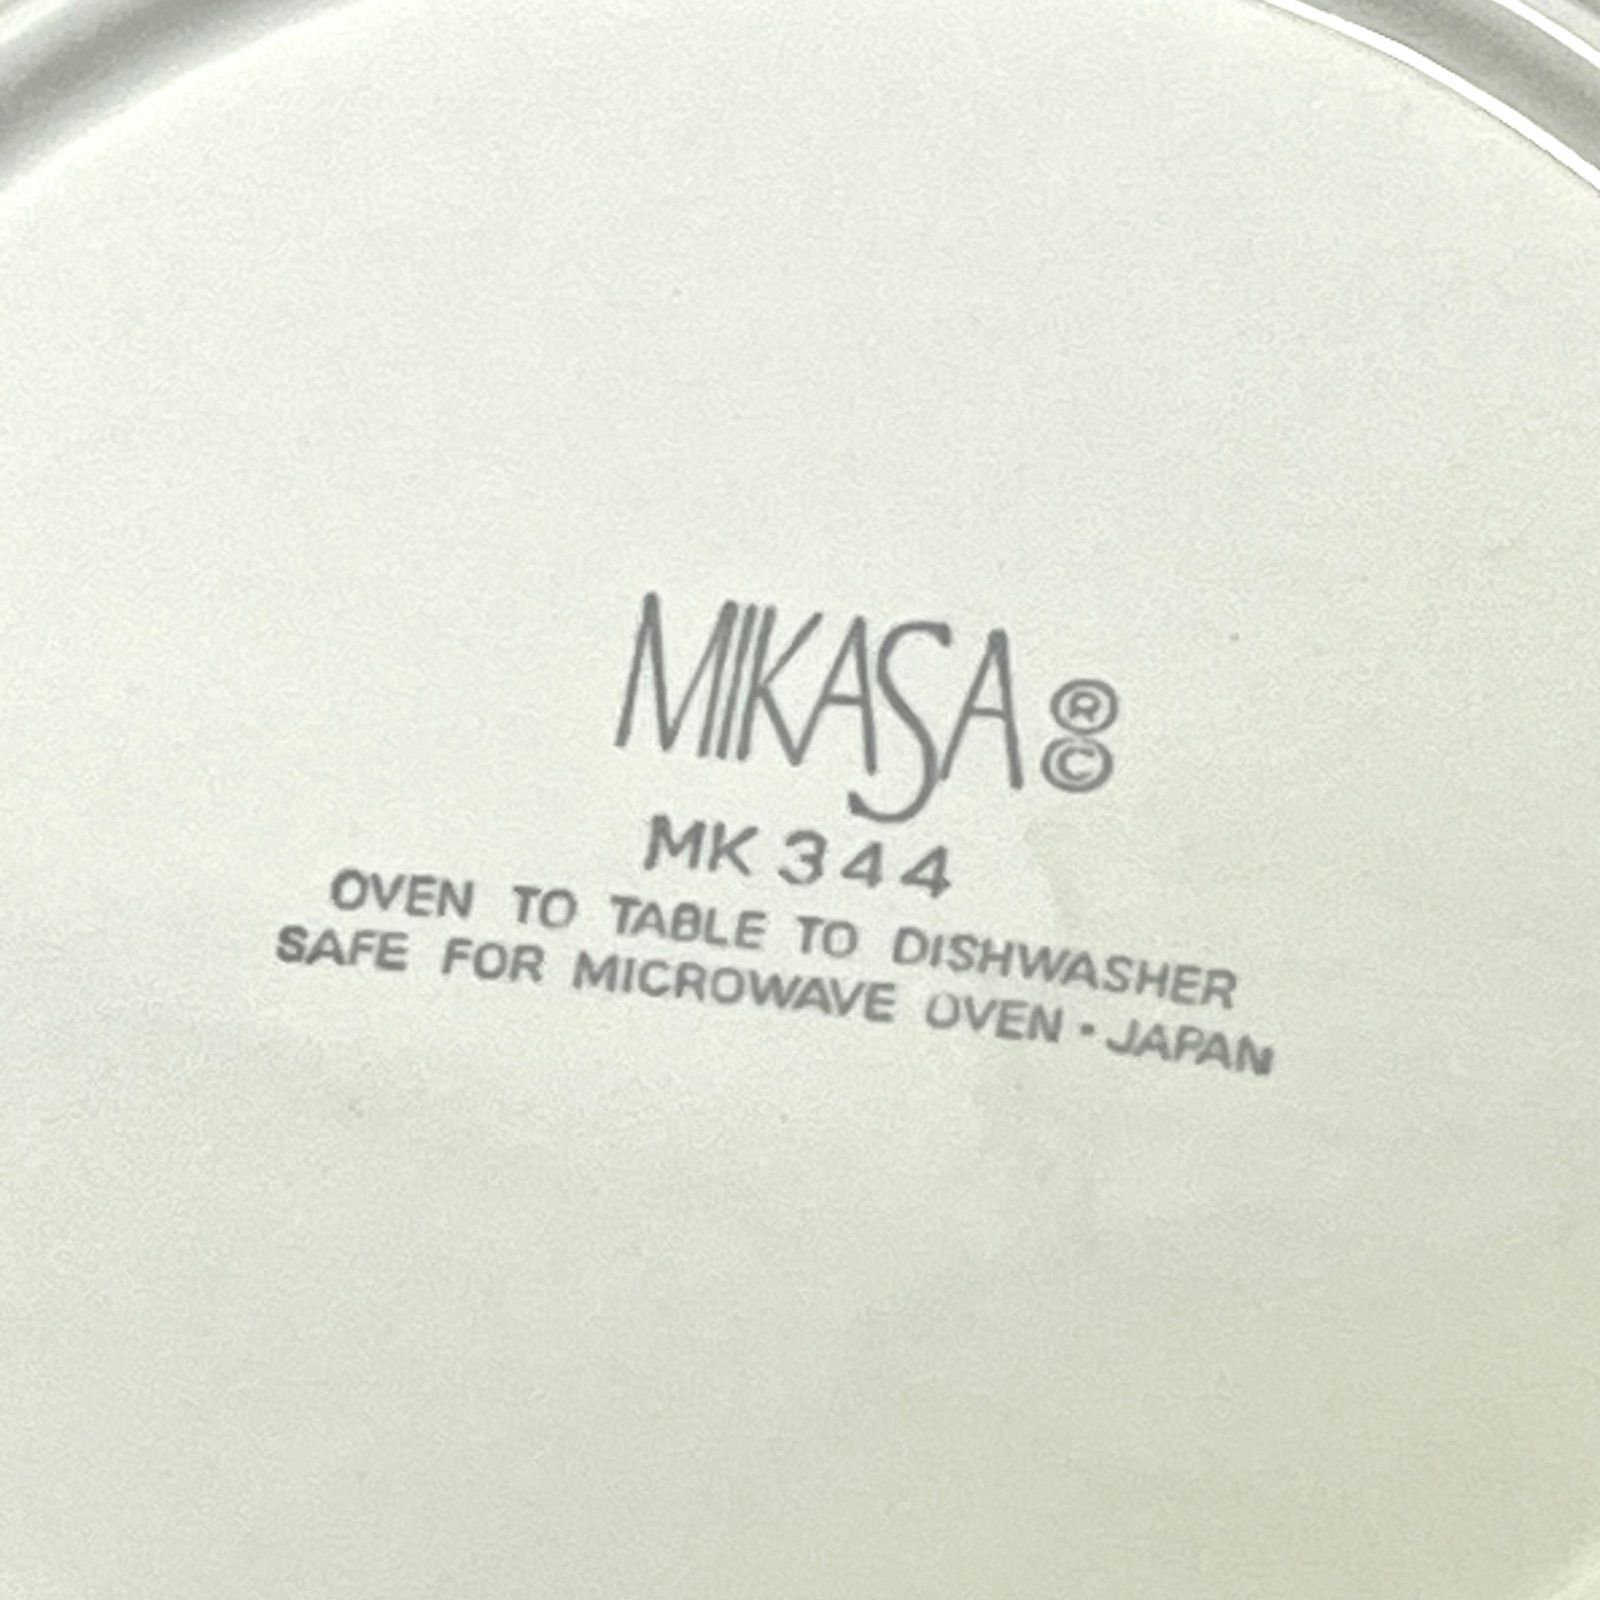 MIKASA ® ©
MK 344
OVEN TO TABLE TO DISHWASHER
SAFE FOR MICROWAVE OVEN · JAPAN